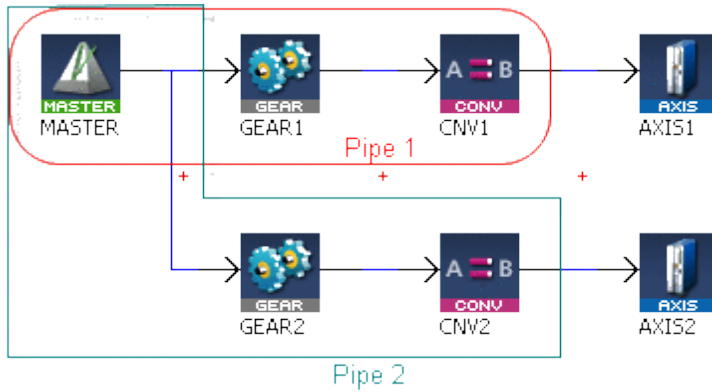 A B
MASTER GEAR CONV AXIS
MASTER GEAR1 CNV1 AXIS1
Pipe 1
A B
GEAR CONV AXIS
GEAR2 CNV2 AXIS2
Pipe 2